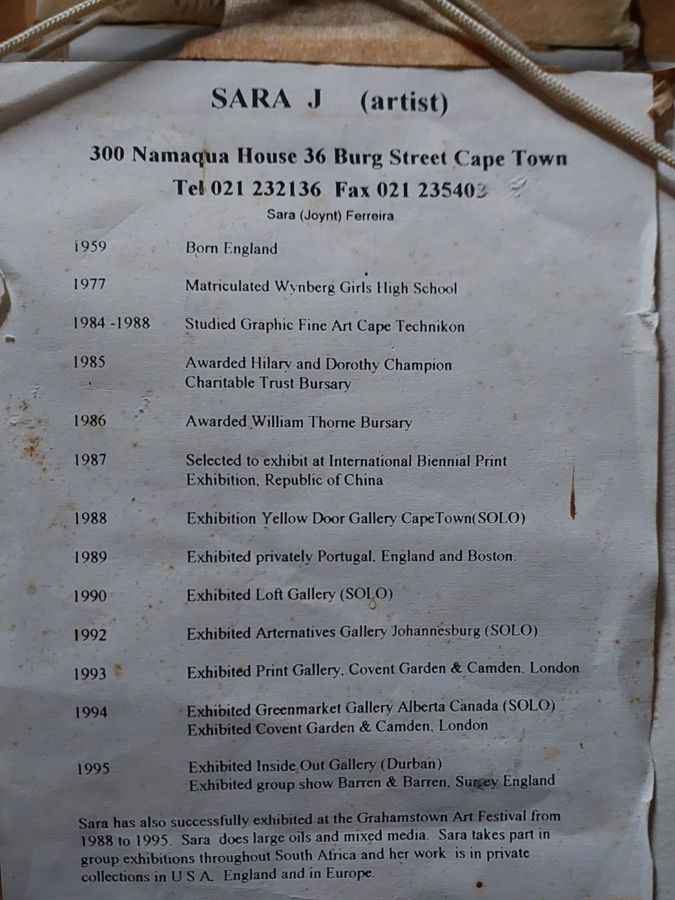 SARA J (artist)
300 Namaqua House 36 Burg Street Cape Town
Tel 021 232136 Fax 021 235403
Sara (Joynt) Ferreira
1959 Born England
1977 Matriculated Wynberg Girls High School
1984 -1988 Studied Graphic Fine Art Cape Technikon
1985 Awarded Hilary and Dorothy Champion
Charitable Trust Bursary
1986 Awarded William Thorne Bursary
1987 Selected to exhibit at International Biennial Print
Exhibition, Republic of China
1988 Exhibition Yellow Door Gallery CapeTown(SOLO)
1989 Exhibited privately Portugal, England and Boston.
1990 Exhibited Loft Gallery (SOLO)
1992 Exhibited Arternatives Gallery Johannesburg (SOLO)
1993 Exhibited Print Gallery, Covent Garden & Camden, London
1994 Exhibited Greenmarket Gallery Alberta Canada (SOLO)
Exhibited Covent Garden & Camden, London
1995 Exhibited Inside Out Gallery (Durban)
Exhibited group show Barren & Barren, Surrey England
Sara has also successfully exhibited at the Grahamstown Art Festival from
1988 to 1995. Sara does large oils and mixed media. Sara takes part in
group exhibitions throughout South Africa and her work is in private
collections in U S A. England and in Europe.